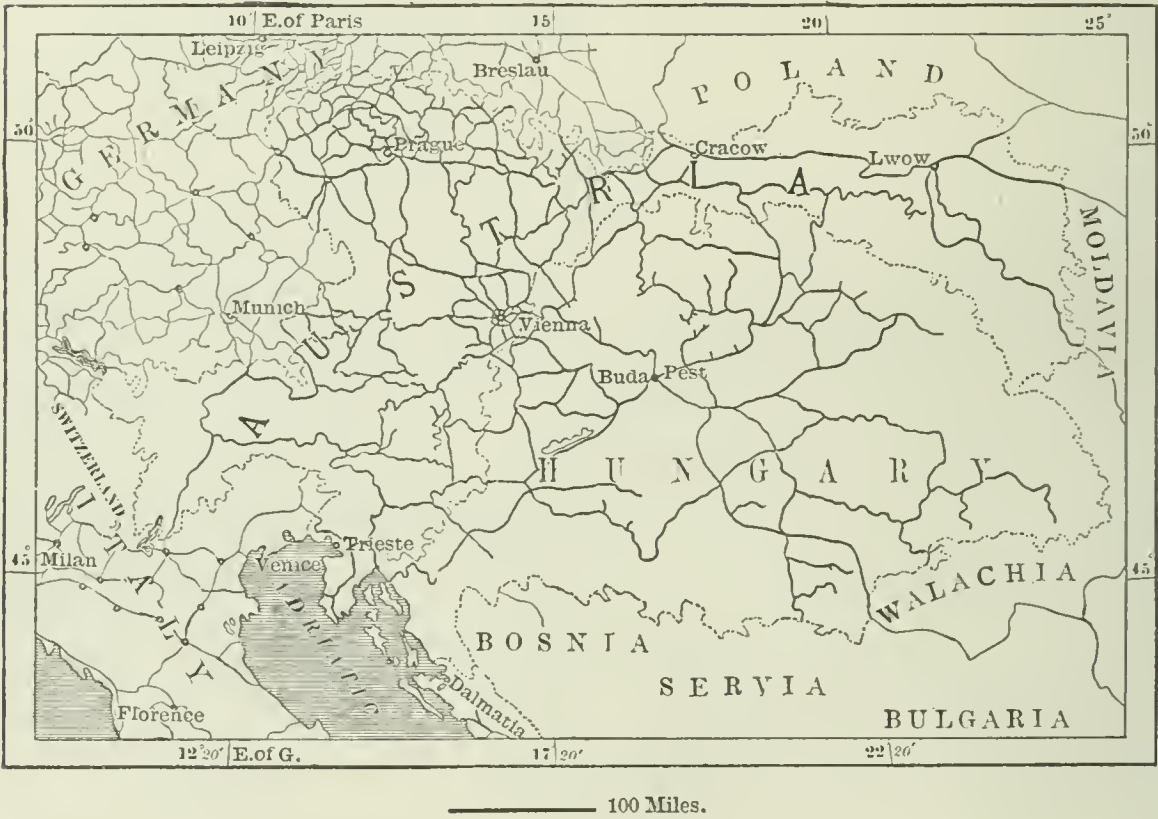 10° E. of Paris 15 20° 25°
Leipzig
Breslau
POLAND
GERMANY
50° 50°
Prague
Cracow
Lwow
AUSTRIA
MOLDAVIA
Munich
Vienna
Buda Pest
SWITZERLAND
HUNGARY
ITALY
Milan
45° 45°
Trieste
Venice
ADRIATIC
WALACHIA
BOSNIA
SERVIA
Dalmatia
Florence
BULGARIA
12°20' E. of G. 17 20' 22 20'
100 Miles.